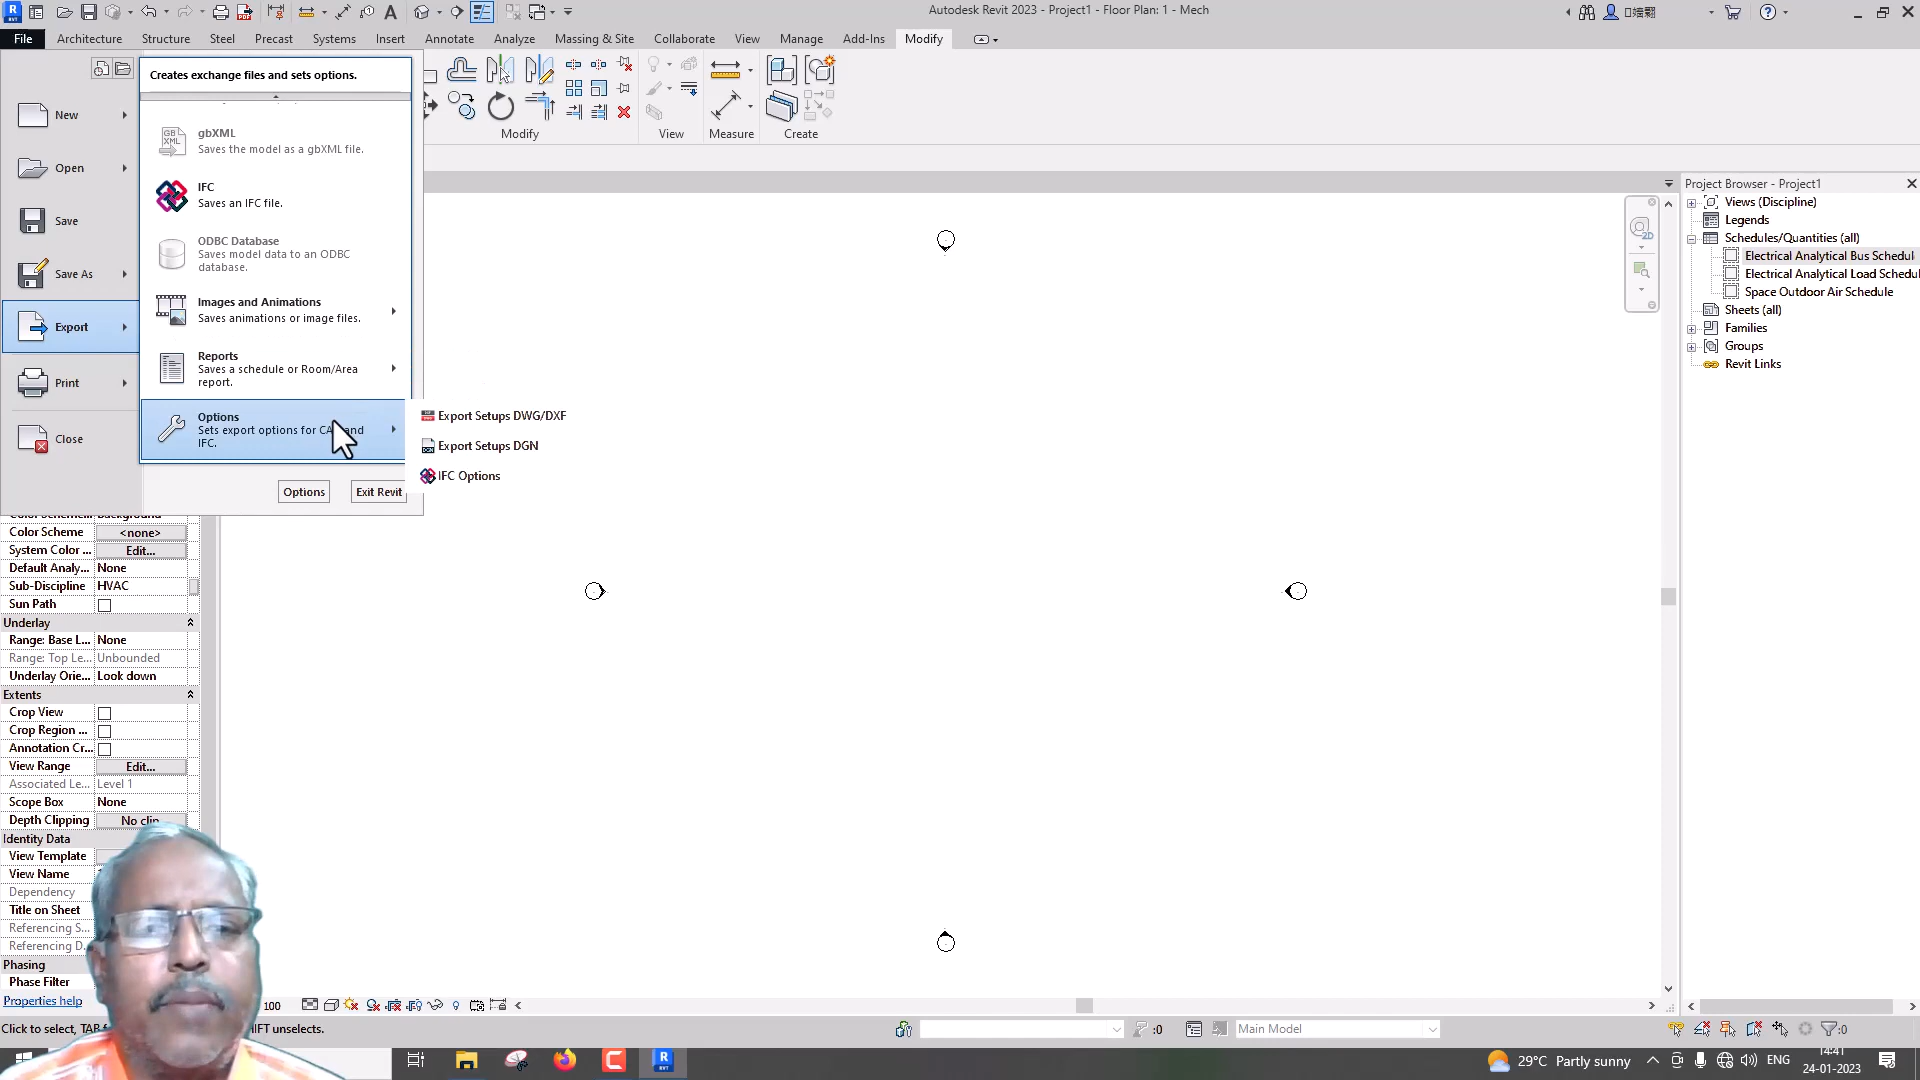 Autodesk Revit 2023 - Project1 - Floor Plan: 1 - Mech
File Architecture Structure Steel Precast Systems Insert Annotate Analyze Massing & Site Collaborate View Manage Add-Ins Modify
Creates exchange files and sets options.
New
Open
Save
Save As
Export
Print
Close
gbXML
Saves the model as a gbXML file.
IFC
Saves an IFC file.
ODBC Database
Saves model data to an ODBC
database.
Images and Animations
Saves animations or image files.
Reports
Saves a schedule or Room/Area
report.
Options
Sets export options for CA and
IFC.
Options Exit Revit
Export Setups DWG/DXF
Export Setups DGN
IFC Options
Modify View Measure Create
Project Browser - Project1
Views (Discipline)
Legends
Schedules/Quantities (all)
Electrical Analytical Bus Schedul
Electrical Analytical Load Schedu
Space Outdoor Air Schedule
Sheets (all)
Families
Groups
Revit Links
2D
Color Scheme <none>
System Color ... Edit...
Default Analy... None
Sub-Discipline HVAC
Sun Path
Underlay
Range: Base L... None
Range: Top Le... Unbounded
Underlay Orie... Look down
Extents
Crop View
Crop Region ...
Annotation Cr...
View Range Edit...
Associated Le... Level 1
Scope Box None
Depth Clipping No clip
Identity Data
View Template
View Name
Dependency
Title on Sheet
Referencing S...
Referencing D...
Phasing
Phase Filter
Properties help
100
Click to select, TAB f IFT unselects.
:0
Main Model
:0
29°C Partly sunny
ENG
14:41
24-01-2023